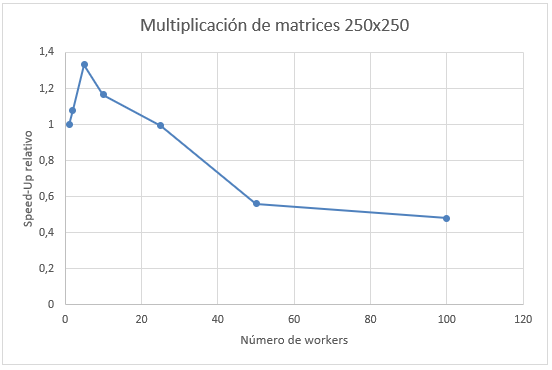 Multiplicación de matrices 250x250
1,4
1,2
1
0,8
0,6
0,4
0,2
0
Speed-Up relativo
0 20 40 60 80 100 120
Número de workers